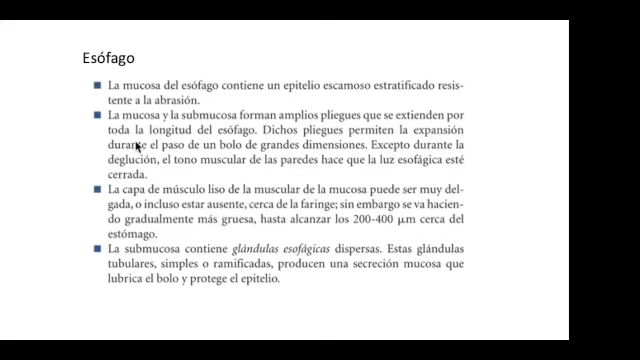 Esófago
La mucosa del esófago contiene un epitelio escamoso estratificado resis-
tente a la abrasión.
La mucosa y la submucosa forman amplios pliegues que se extienden por
toda la longitud del esófago. Dichos pliegues permiten la expansión
durante el paso de un bolo de grandes dimensiones. Excepto durante la
deglución, el tono muscular de las paredes hace que la luz esofágica esté
cerrada.
La capa de músculo liso de la muscular de la mucosa puede ser muy del-
gada, o incluso estar ausente, cerca de la faringe; sin embargo se va hacien-
do gradualmente más gruesa, hasta alcanzar los 200-400 μm cerca del
estómago.
La submucosa contiene glándulas esofágicas dispersas. Estas glándulas
tubulares, simples o ramificadas, producen una secreción mucosa que
lubrica el bolo y protege el epitelio.